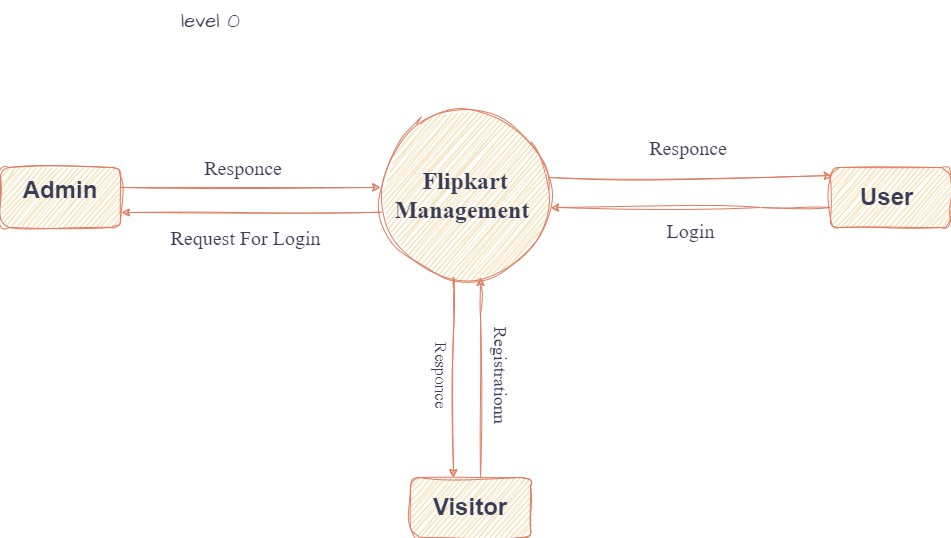 level 0
Responce
Responce
Admin
Flipkart
Management
User
Request For Login
Login
Responce
Registrationn
Visitor